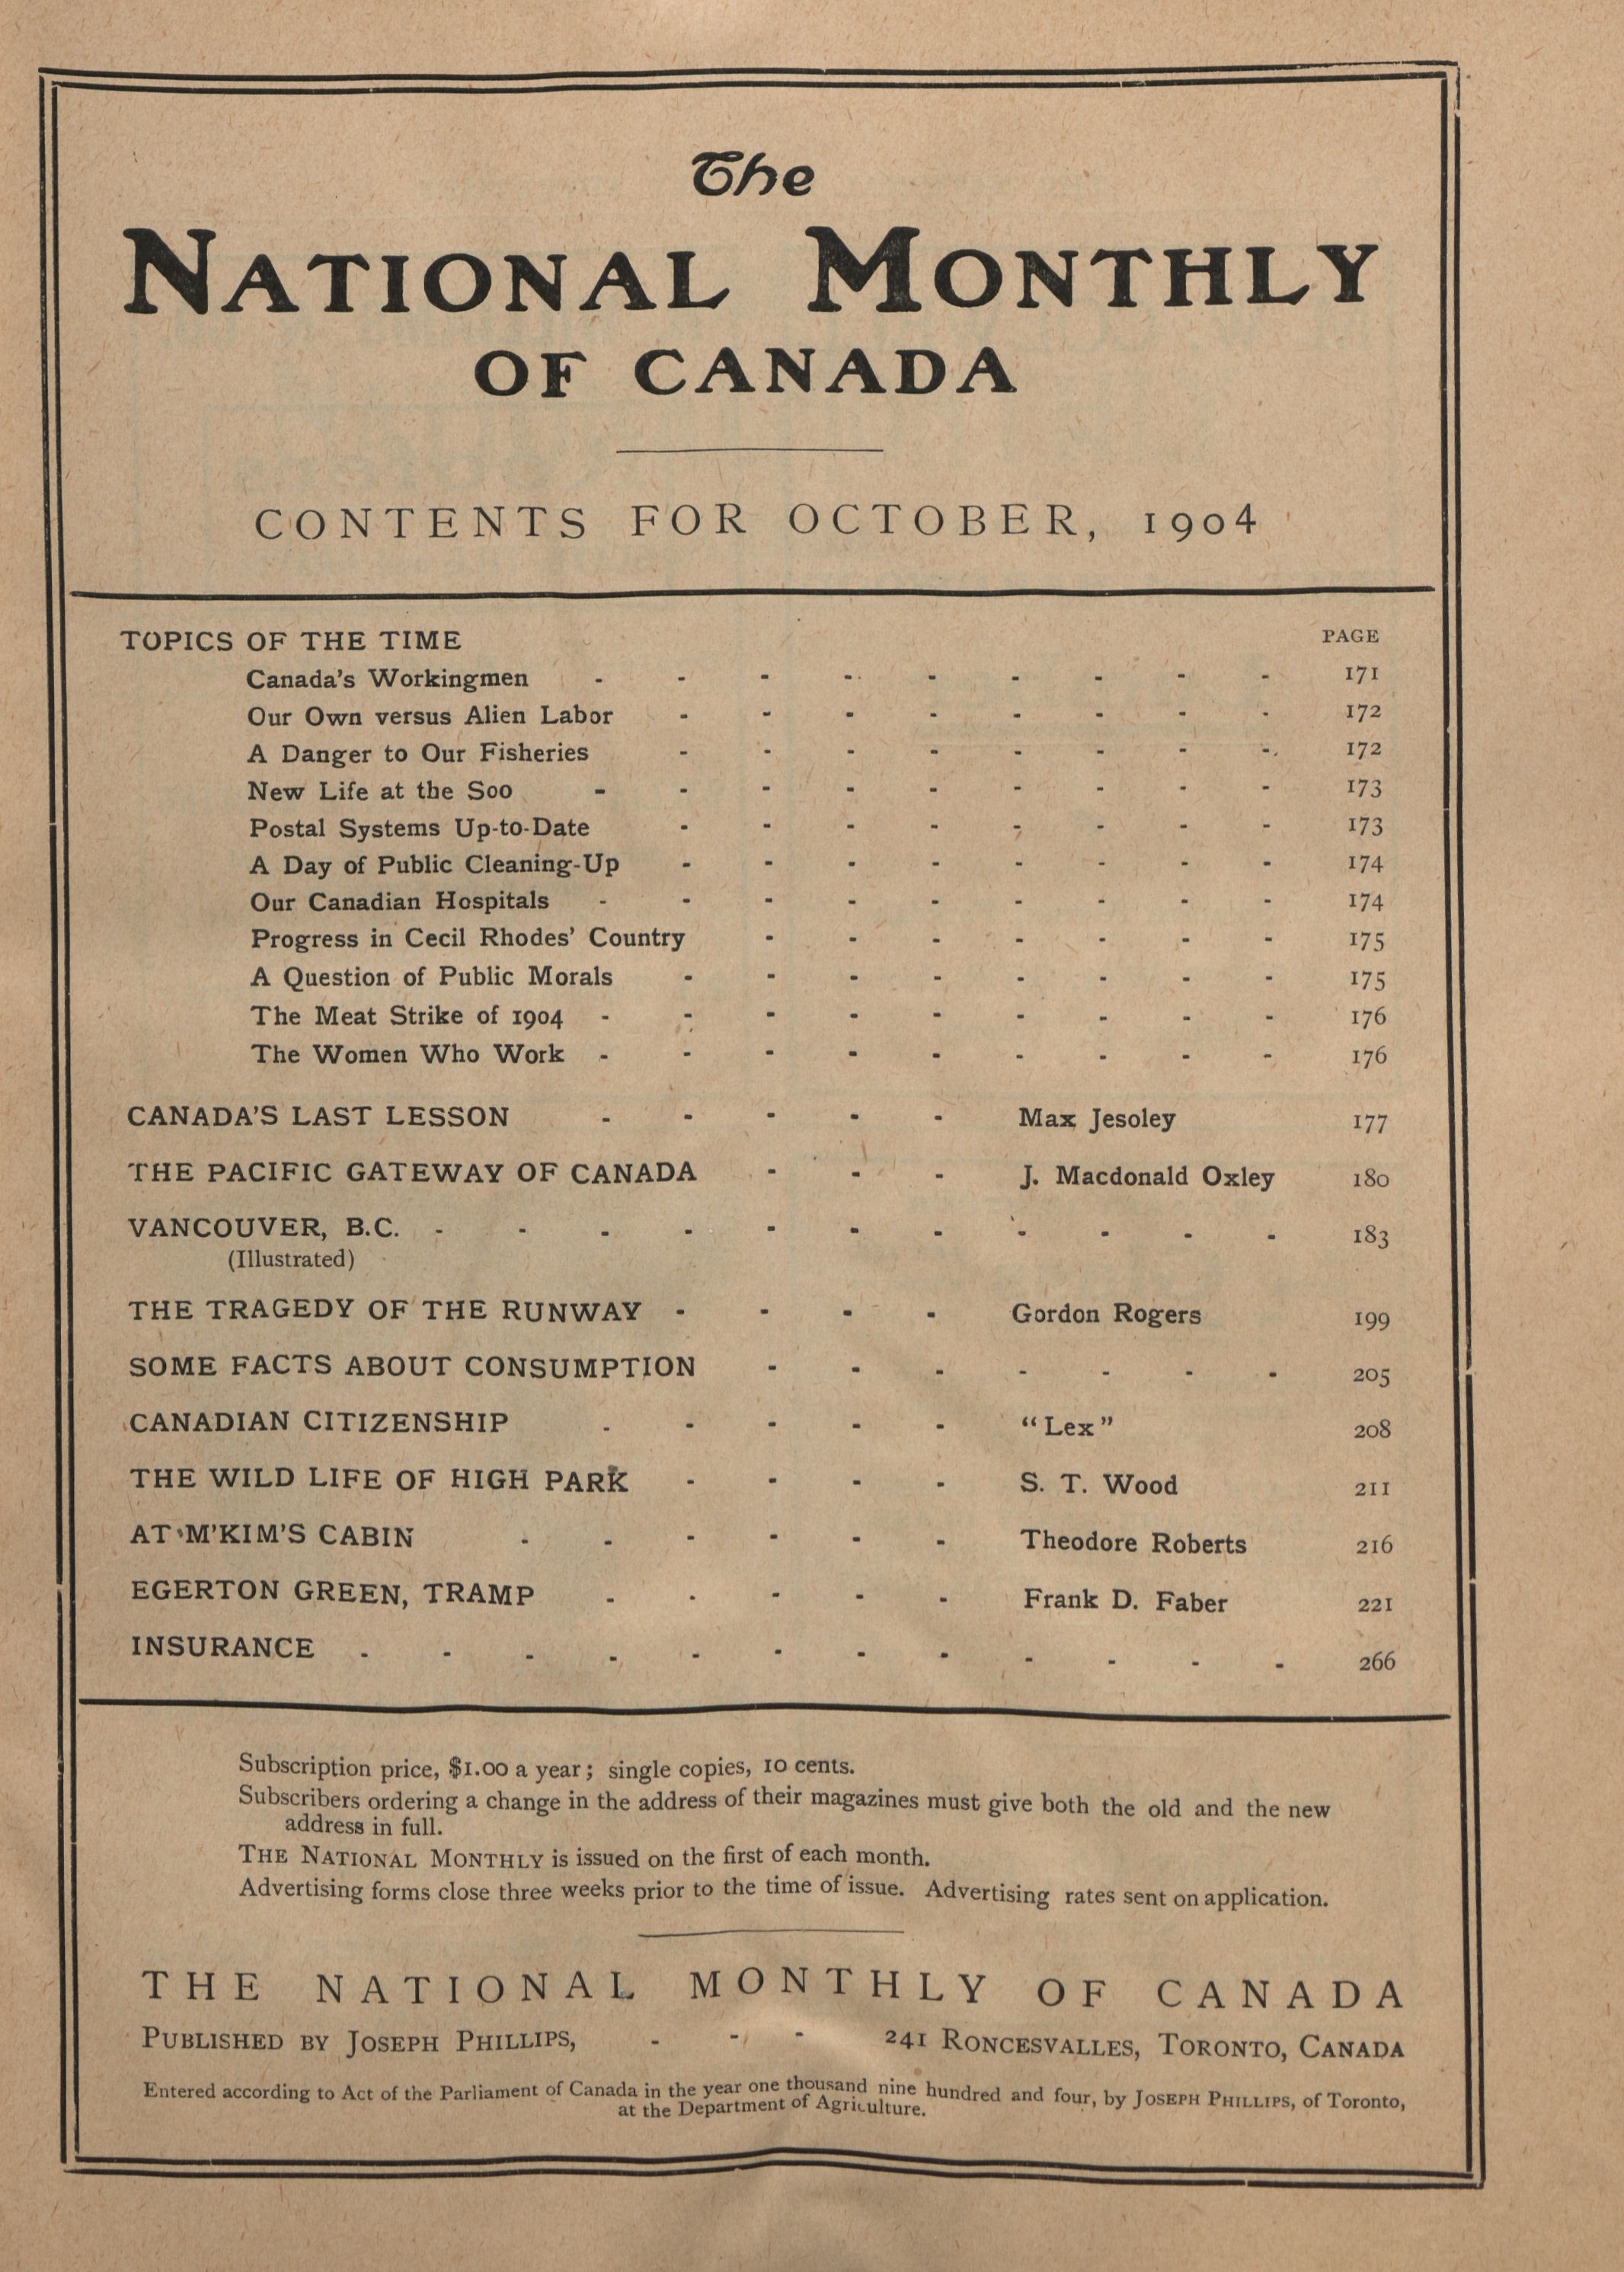 The
NATIONAL MONTHLY
OF CANADA
CONTENTS FOR OCTOBER, 1904
TOPICS OF THE TIME PAGE
Canada's Workingmen - - - - - - - - - 171
Our Own versus Alien Labor - - - - - - - - 172
A Danger to Our Fisheries - - - - - - - - 172
New Life at the Soo - - - - - - - - - 173
Postal Systems Up-to-Date - - - - - - - - 173
A Day of Public Cleaning-Up - - - - - - - - 174
Our Canadian Hospitals - - - - - - - - - 174
Progress in Cecil Rhodes' Country - - - - - - - 175
A Question of Public Morals - - - - - - - - 175
The Meat Strike of 1904 - - - - - - - - - 176
The Women Who Work - - - - - - - - - 176
CANADA'S LAST LESSON - - - - - Max Jesoley 177
THE PACIFIC GATEWAY OF CANADA - - - J. Macdonald Oxley 180
VANCOUVER, B.C. - - - - - - - - - - - 183
(Illustrated)
THE TRAGEDY OF THE RUNWAY - - - - Gordon Rogers 199
SOME FACTS ABOUT CONSUMPTION - - - - - - - 205
CANADIAN CITIZENSHIP - - - - - "Lex" 208
THE WILD LIFE OF HIGH PARK - - - - S. T. Wood 211
AT M'KIM'S CABIN - - - - - - Theodore Roberts 216
EGERTON GREEN, TRAMP - - - - - Frank D. Faber 221
INSURANCE - - - - - - - - - - - - 266
Subscription price, $1.00 a year; single copies, 10 cents.
Subscribers ordering a change in the address of their magazines must give both the old and the new
address in full.
THE NATIONAL MONTHLY is issued on the first of each month.
Advertising forms close three weeks prior to the time of issue. Advertising rates sent on application.
THE NATIONAL MONTHLY OF CANADA
PUBLISHED BY JOSEPH PHILLIPS, - - - 241 RONCESVALLES, TORONTO, CANADA
Entered according to Act of the Parliament of Canada in the year one thousand nine hundred and four, by JOSEPH PHILLIPS, of Toronto,
at the Department of Agriculture.